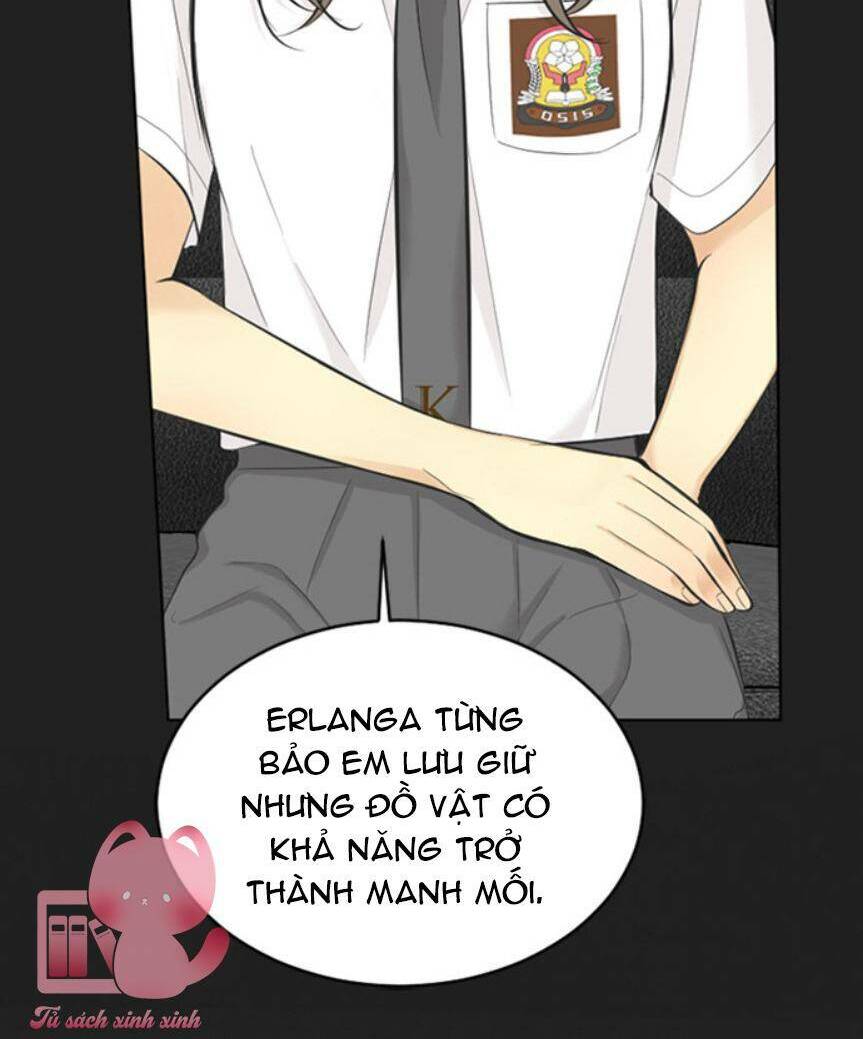 OSIS
K
ERLANGA TỪNG
BẢO EM LƯU GIỮ
NHƯNG ĐỒ VẬT CÓ
KHẢ NĂNG TRỞ
THÀNH MANH MỐI.
Tủ sách xinh xinh